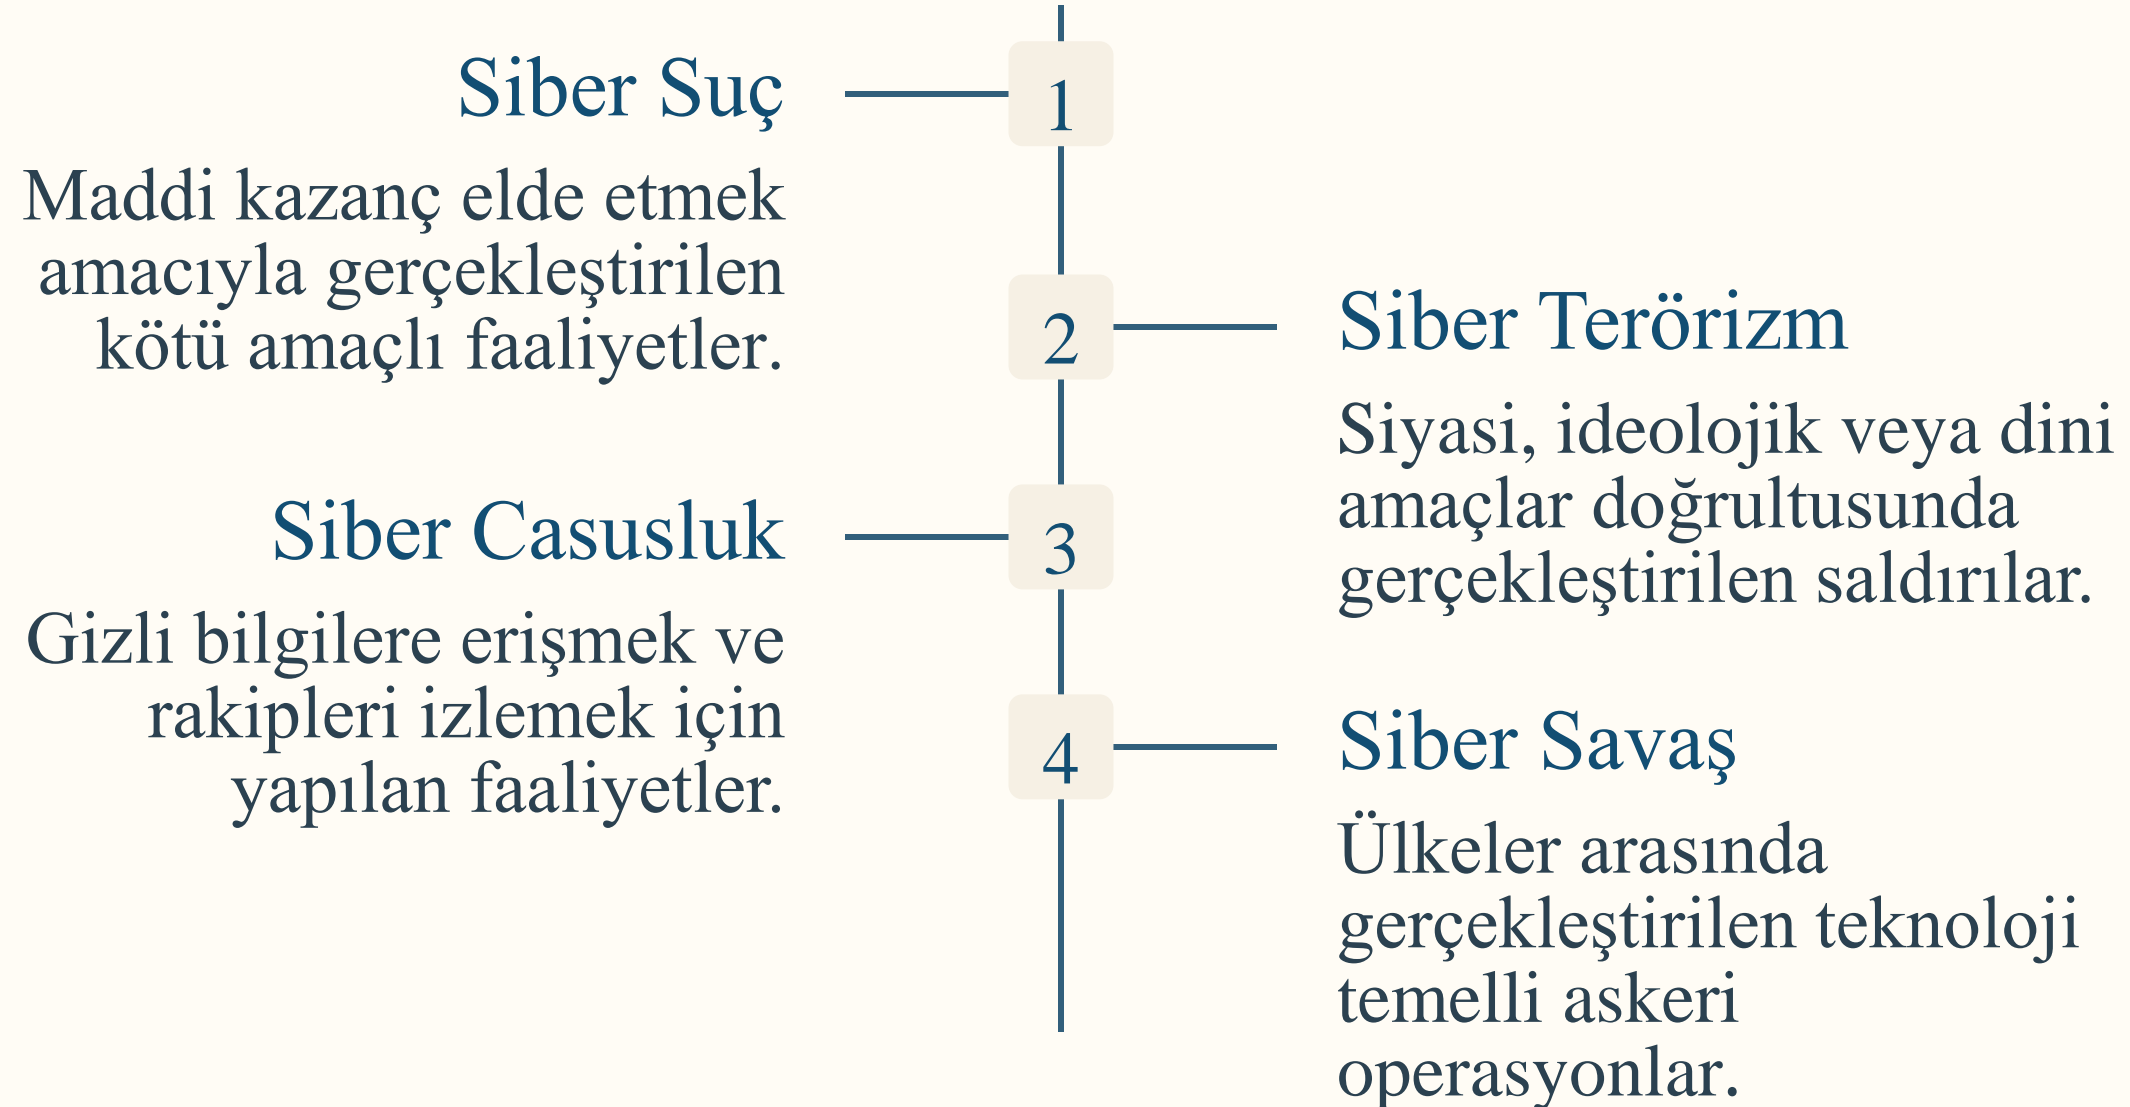 1
Siber Suç
Maddi kazanç elde etmek
amacıyla gerçekleştirilen
kötü amaçlı faaliyetler.
2
Siber Terörizm
Siyasi, ideolojik veya dini
amaçlar doğrultusunda
gerçekleştirilen saldırılar.
3
Siber Casusluk
Gizli bilgilere erişmek ve
rakipleri izlemek için
yapılan faaliyetler.
4
Siber Savaş
Ülkeler arasında
gerçekleştirilen teknoloji
temelli askeri
operasyonlar.